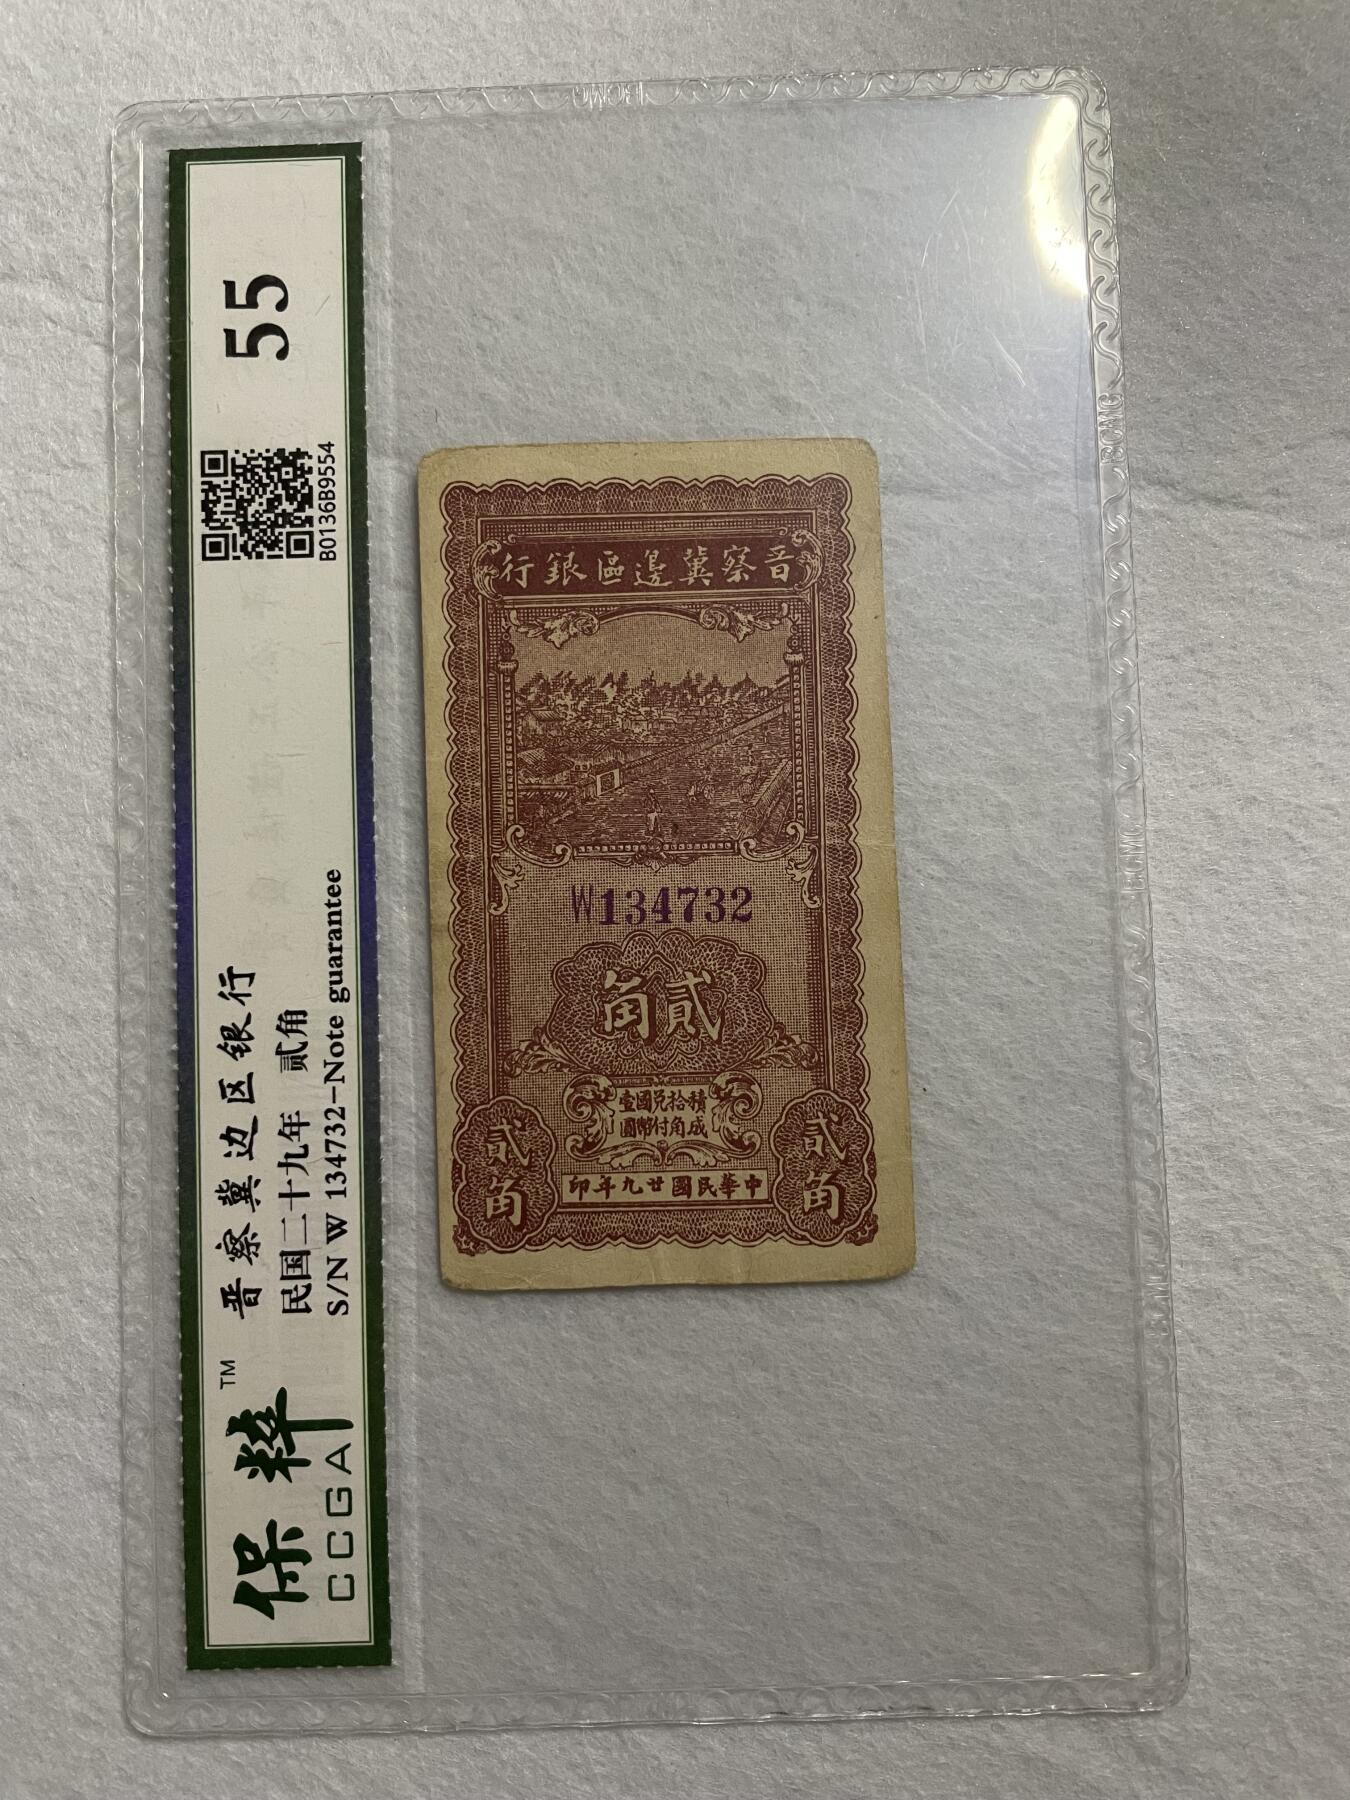 保粹™
CCGA
晋察冀边区银行
民国二十九年 贰角
S/N W 134732-Note guarantee
B0136B9554
55
晉察冀邊區銀行
W134732
貳角
積成
拾角
兌付
國幣
壹圓
貳角
貳角
中華民國廿九年印
BCMG
BCMG